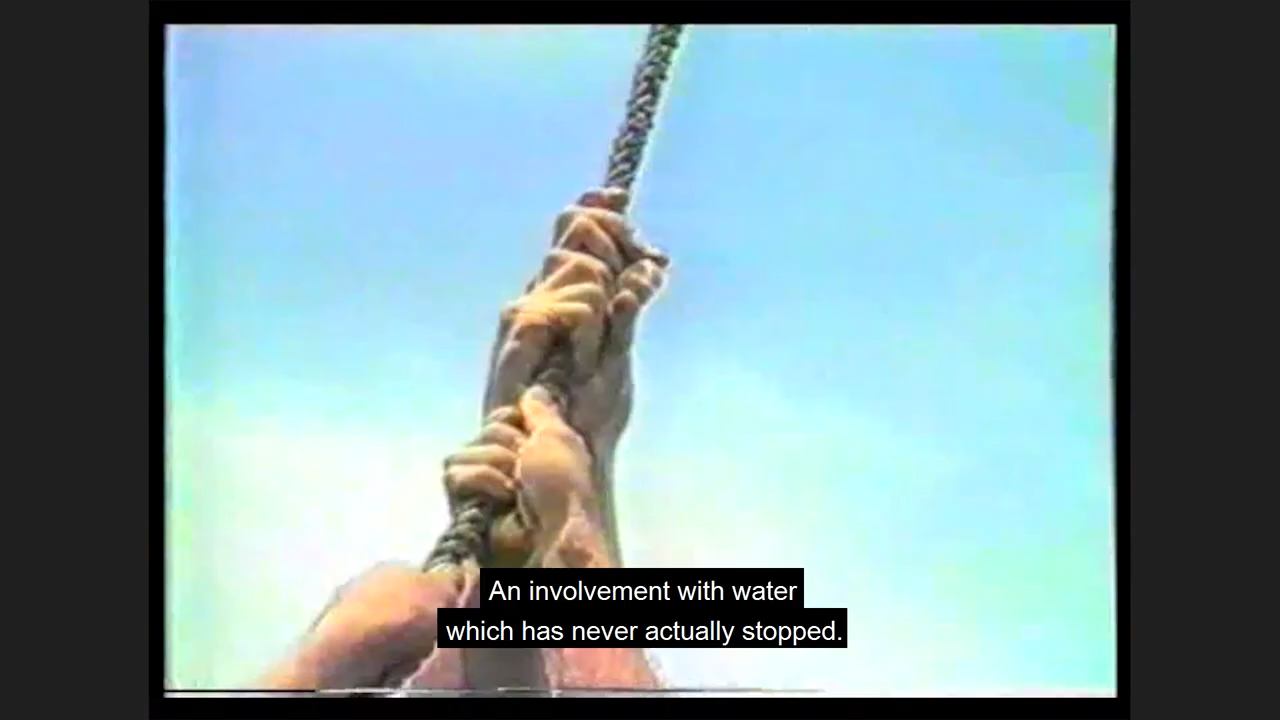 An involvement with water
which has never actually stopped.